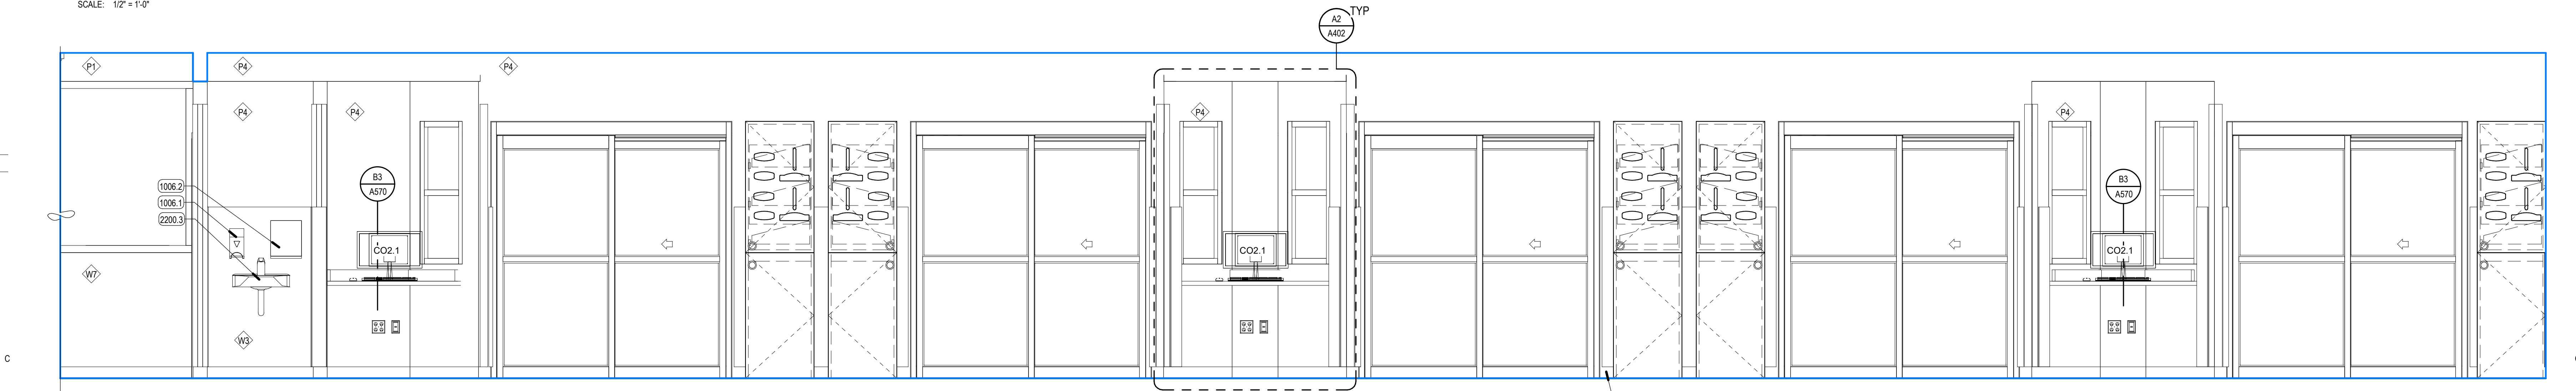 SCALE: 1/2" = 1'-0"
A2
TYP
A402
P1
P4
P4
P4
P4
P4
P4
B3
A570
1006.2
1006.1
2200.3
B3
A570
CO2.1
CO2.1
CO2.1
W7
W3
C